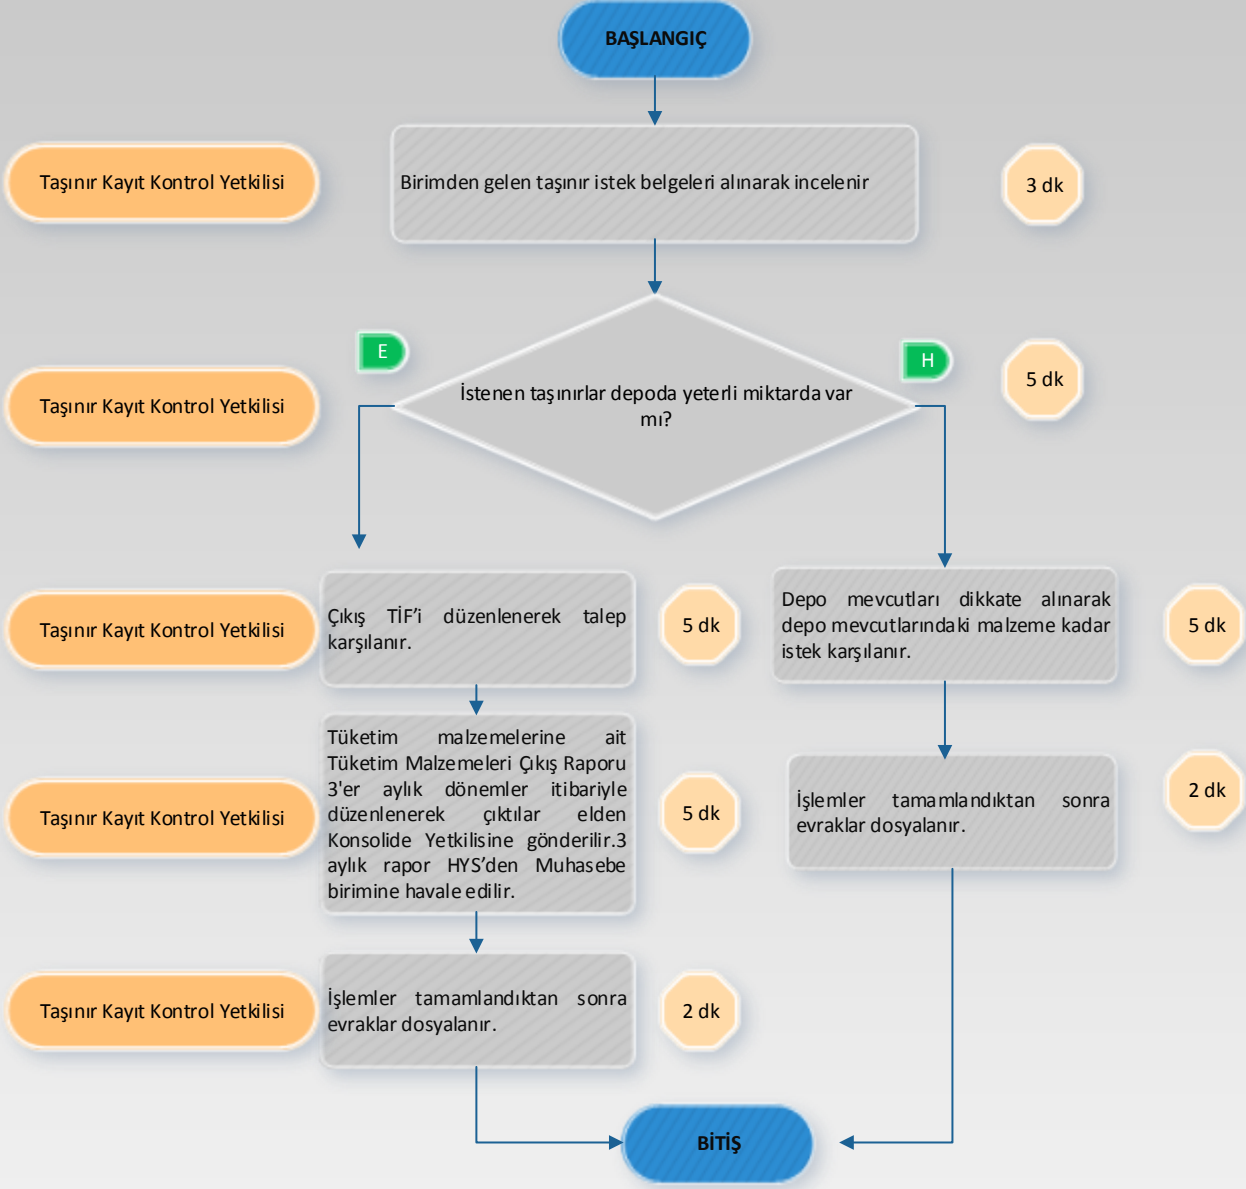 BAŞLANGIÇ
Taşınır Kayıt Kontrol Yetkilisi
Birimden gelen taşınır istek belgeleri alınarak incelenir
3 dk
E
H
Taşınır Kayıt Kontrol Yetkilisi
İstenen taşınırlar depoda yeterli miktarda var
mı?
5 dk
Taşınır Kayıt Kontrol Yetkilisi
Çıkış TİF’i düzenlenerek talep
karşılanır.
5 dk
Depo mevcutları dikkate alınarak
depo mevcutlarındaki malzeme kadar
istek karşılanır.
5 dk
Taşınır Kayıt Kontrol Yetkilisi
Tüketim malzemelerine ait
Tüketim Malzemeleri Çıkış Raporu
3'er aylık dönemler itibariyle
düzenlenerek çıktılar elden
Konsolide Yetkilisine gönderilir.3
aylık rapor HYS’den Muhasebe
birimine havale edilir.
5 dk
İşlemler tamamlandıktan sonra
evraklar dosyalanır.
2 dk
Taşınır Kayıt Kontrol Yetkilisi
İşlemler tamamlandıktan sonra
evraklar dosyalanır.
2 dk
BİTİŞ